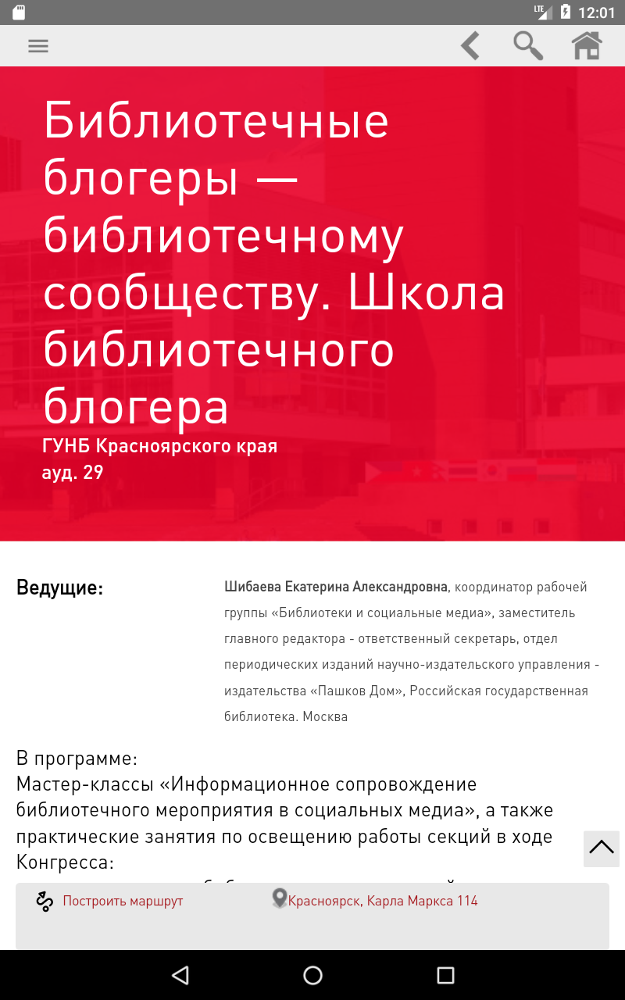 LTE 12:01
Библиотечные
блогеры —
библиотечному
сообществу. Школа
библиотечного
блогера
ГУНБ Красноярского края
ауд. 29
Ведущие:
Шибаева Екатерина Александровна, координатор рабочей
группы «Библиотеки и социальные медиа», заместитель
главного редактора - ответственный секретарь, отдел
периодических изданий научно-издательского управления -
издательства «Пашков Дом», Российская государственная
библиотека. Москва
В программе:
Мастер-классы «Информационное сопровождение
библиотечного мероприятия в социальных медиа», а также
практические занятия по освещению работы секций в ходе
Конгресса:
Построить маршрут
Красноярск, Карла Маркса 114